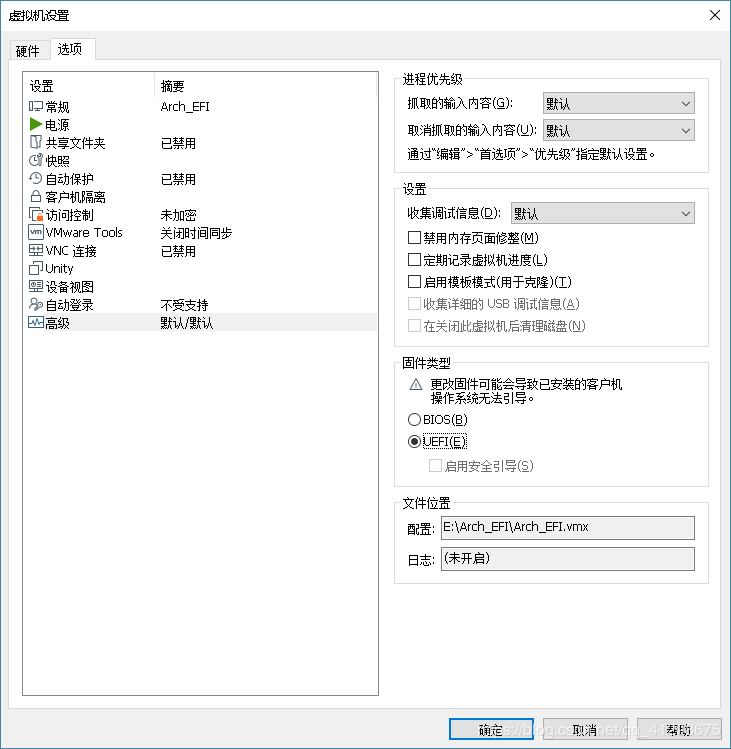 虚拟机设置
硬件
选项
设置 摘要
常规 Arch_EFI
电源
共享文件夹 已禁用
快照
自动保护 已禁用
客户机隔离
访问控制 未加密
VMware Tools 关闭时间同步
VNC 连接 已禁用
Unity
设备视图
自动登录 不受支持
高级 默认/默认
进程优先级
抓取的输入内容(G): 默认
取消抓取的输入内容(U): 默认
通过"编辑">"首选项">"优先级"指定默认设置。
设置
收集调试信息(D): 默认
禁用内存页面修整(M)
定期记录虚拟机进度(L)
启用模板模式(用于克隆)(T)
收集详细的 USB 调试信息(A)
在关闭此虚拟机后清理磁盘(N)
固件类型
更改固件可能会导致已安装的客户机
操作系统无法引导。
BIOS(B)
UEFI(E)
启用安全引导(S)
文件位置
配置: E:\Arch_EFI\Arch_EFI.vmx
日志: (未开启)
确定
取消
帮助